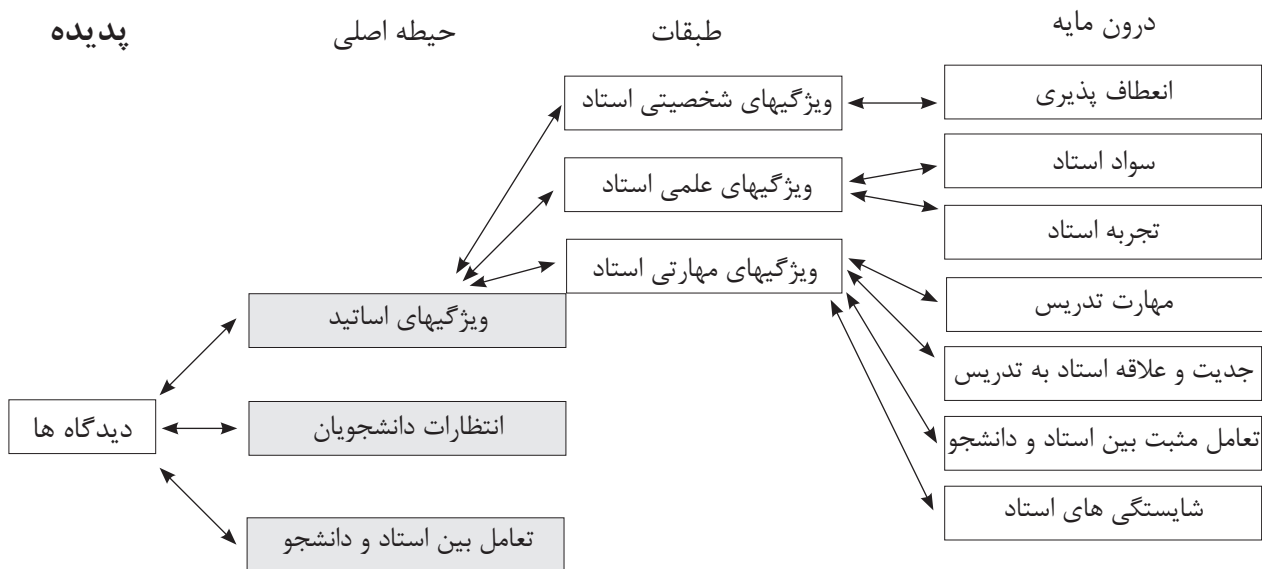 درون مایه
طبقات
حیطه اصلی
پدیده
انعطاف پذیری
ویژگیهای شخصیتی استاد
سواد استاد
ویژگیهای علمی استاد
تجربه استاد
ویژگیهای مهارتی استاد
مهارت تدریس
ویژگیهای اساتید
جدیت و علاقه استاد به تدریس
تعامل مثبت بین استاد و دانشجو
انتظارات دانشجویان
دیدگاه ها
شایستگی های استاد
تعامل بین استاد و دانشجو